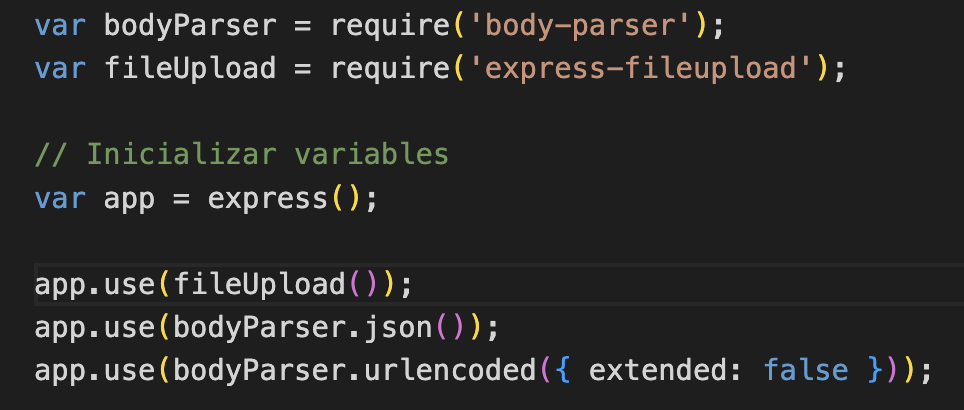 var bodyParser = require('body-parser');
var fileUpload = require('express-fileupload');
// Inicializar variables
var app = express();
app.use(fileUpload());
app.use(bodyParser.json());
app.use(bodyParser.urlencoded({ extended: false }));